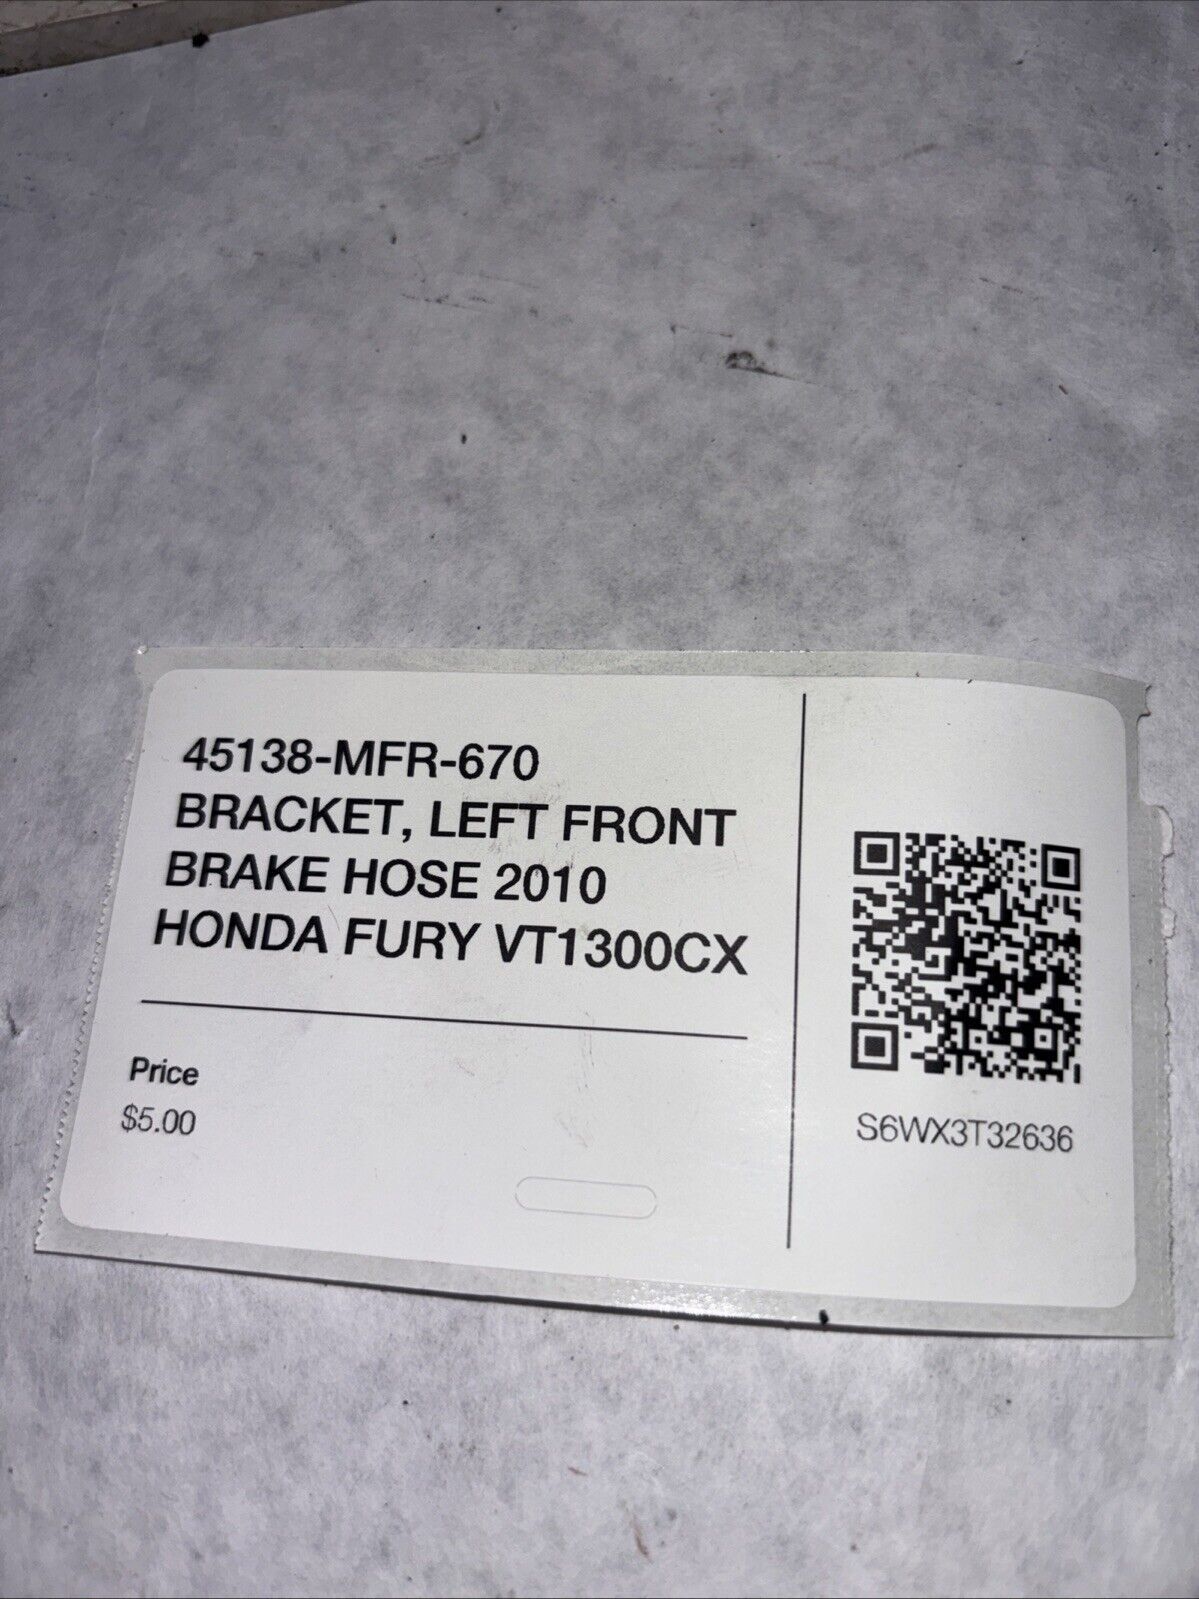 45138-MFR-670
BRACKET, LEFT FRONT
BRAKE HOSE 2010
HONDA FURY VT1300CX
Price
$5.00
S6WX3T32636